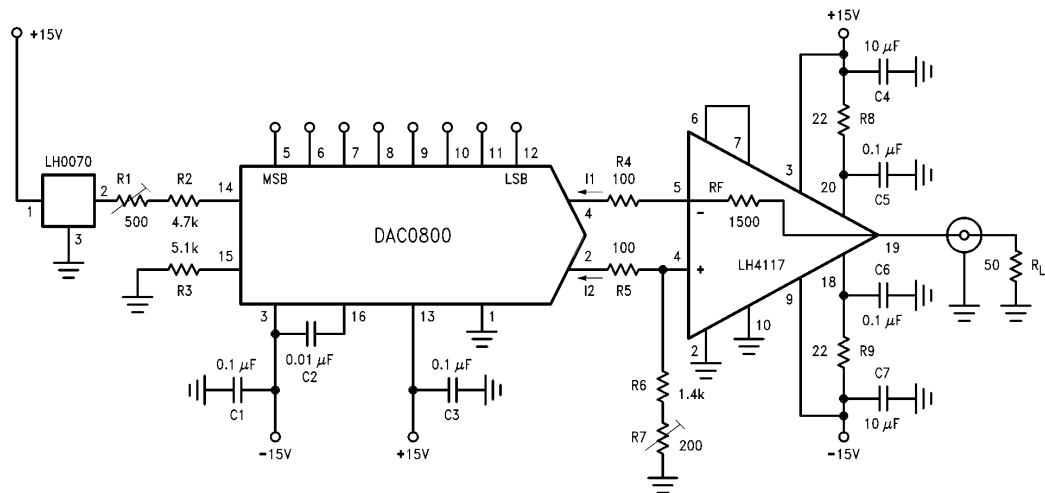 +15V
LH0070
1
2
3
R1
500
R2
4.7k
14
5.1k
R3
15
5
6
7
8
9
10
11
12
MSB
LSB
DAC0800
3
16
13
1
0.01 μF
C2
0.1 μF
C1
-15V
0.1 μF
C3
+15V
4
2
I1
I2
R4
100
100
R5
R6
1.4k
R7
200
5
4
-
+
6
7
RF
1500
LH4117
2
10
3
20
9
18
19
+15V
10 μF
C4
22
R8
0.1 μF
C5
C6
0.1 μF
22
R9
C7
10 μF
-15V
50
RL